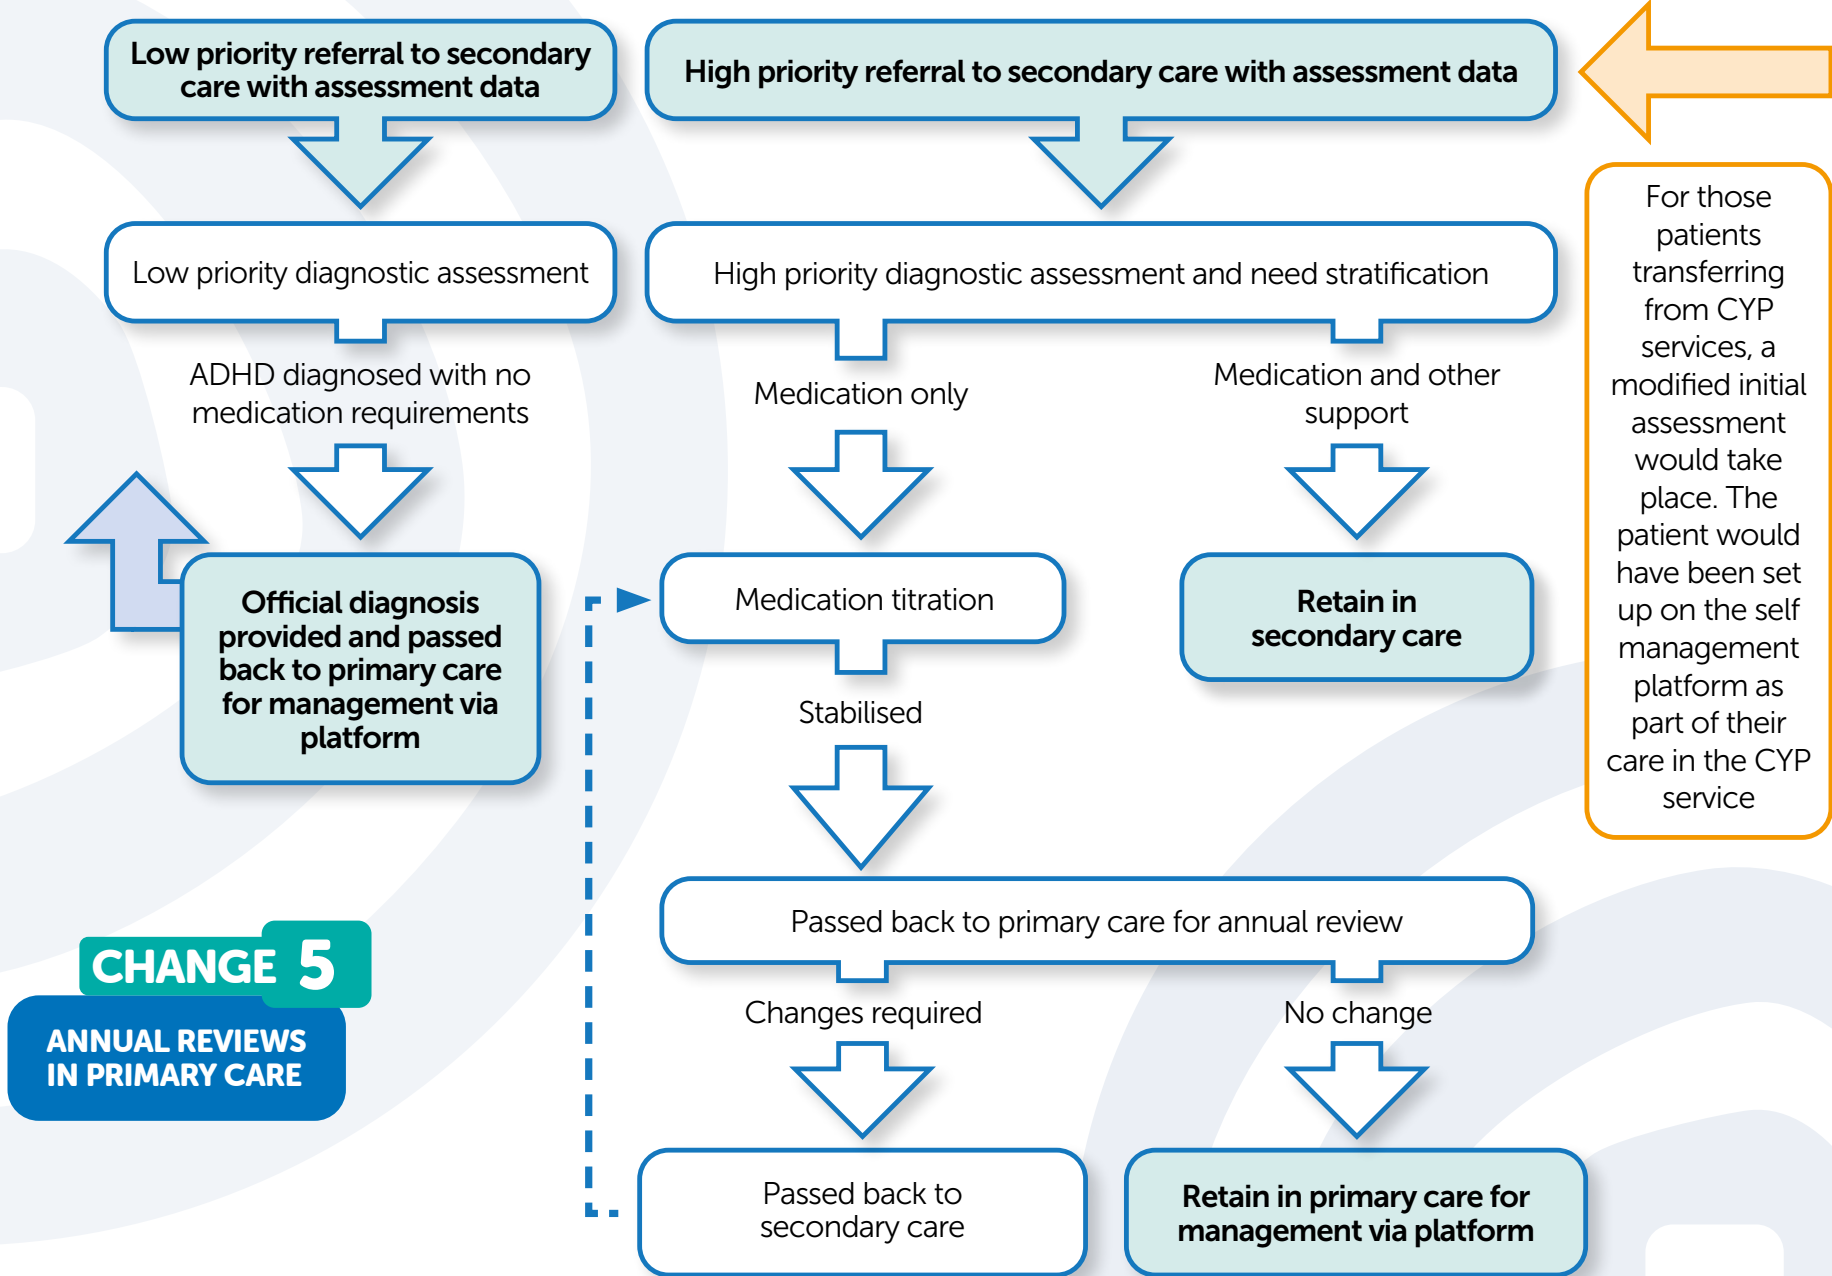 Low priority referral to secondary
care with assessment data
High priority referral to secondary care with assessment data
Low priority diagnostic assessment
High priority diagnostic assessment and need stratification
For those
patients
transferring
from CYP
services, a
modified initial
assessment
would take
place. The
patient would
have been set
up on the self
management
platform as
part of their
care in the CYP
service
ADHD diagnosed with no
medication requirements
Medication only
Medication and other
support
Official diagnosis
provided and passed
back to primary care
for management via
platform
Medication titration
Retain in
secondary care
Stabilised
Passed back to primary care for annual review
CHANGE 5
ANNUAL REVIEWS
IN PRIMARY CARE
Changes required
No change
Passed back to
secondary care
Retain in primary care for
management via platform